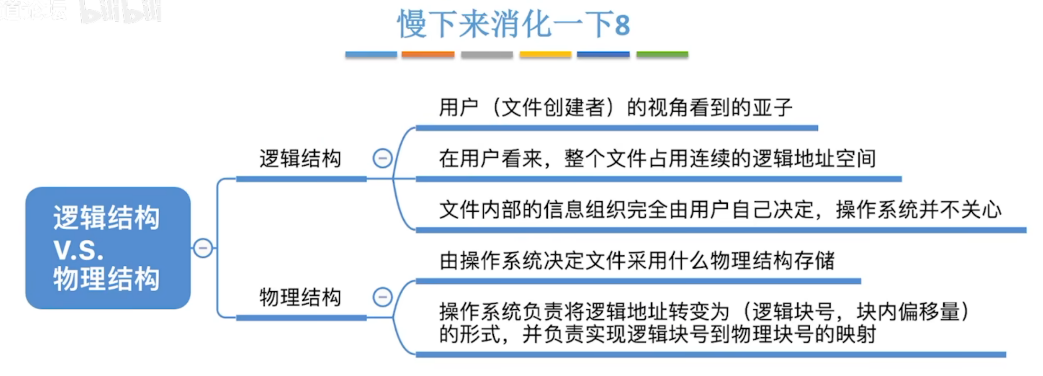 bilibili
慢下来消化一下8
用户（文件创建者）的视角看到的亚子
逻辑结构
在用户看来，整个文件占用连续的逻辑地址空间
文件内部的信息组织完全由用户自己决定，操作系统并不关心
逻辑结构
V.S.
物理结构
由操作系统决定文件采用什么物理结构存储
物理结构
操作系统负责将逻辑地址转变为（逻辑块号，块内偏移量）
的形式，并负责实现逻辑块号到物理块号的映射